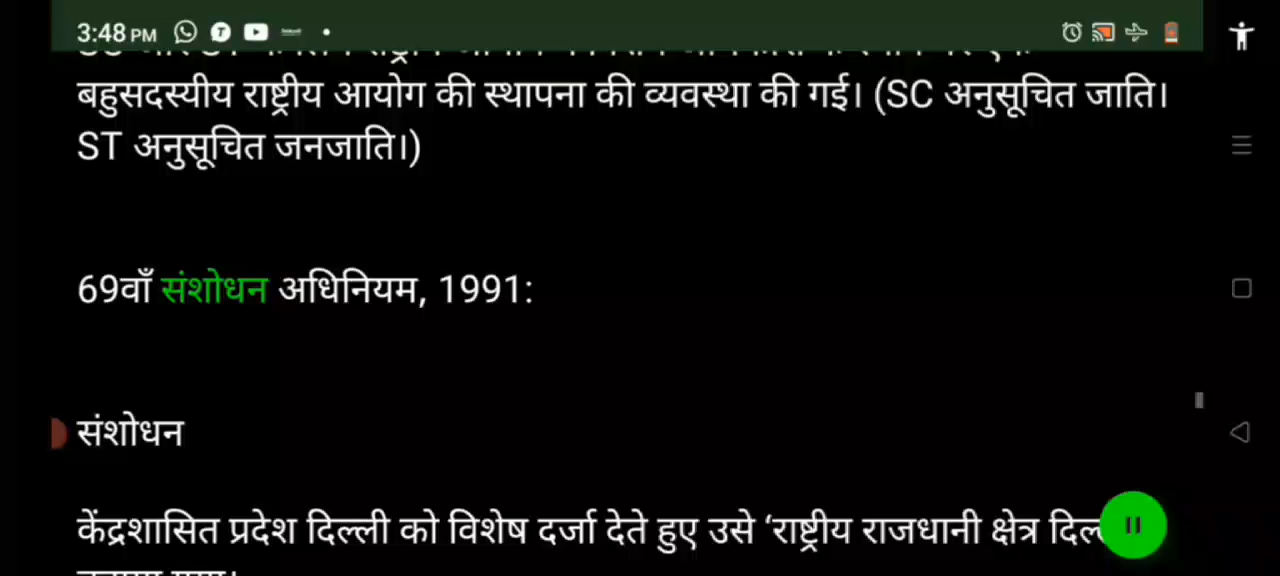 3:48 PM
बहुसदस्यीय राष्ट्रीय आयोग की स्थापना की व्यवस्था की गई। (SC अनुसूचित जाति।
ST अनुसूचित जनजाति।)
69वाँ संशोधन अधिनियम, 1991:
संशोधन
केंद्रशासित प्रदेश दिल्ली को विशेष दर्जा देते हुए उसे ‘राष्ट्रीय राजधानी क्षेत्र